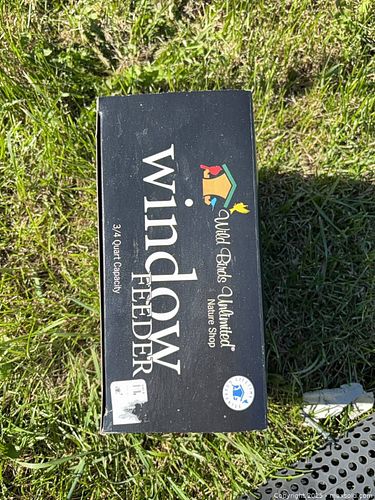 Wild Birds Unlimited®
Nature Shop
window
FEEDER
3/4 Quart Capacity